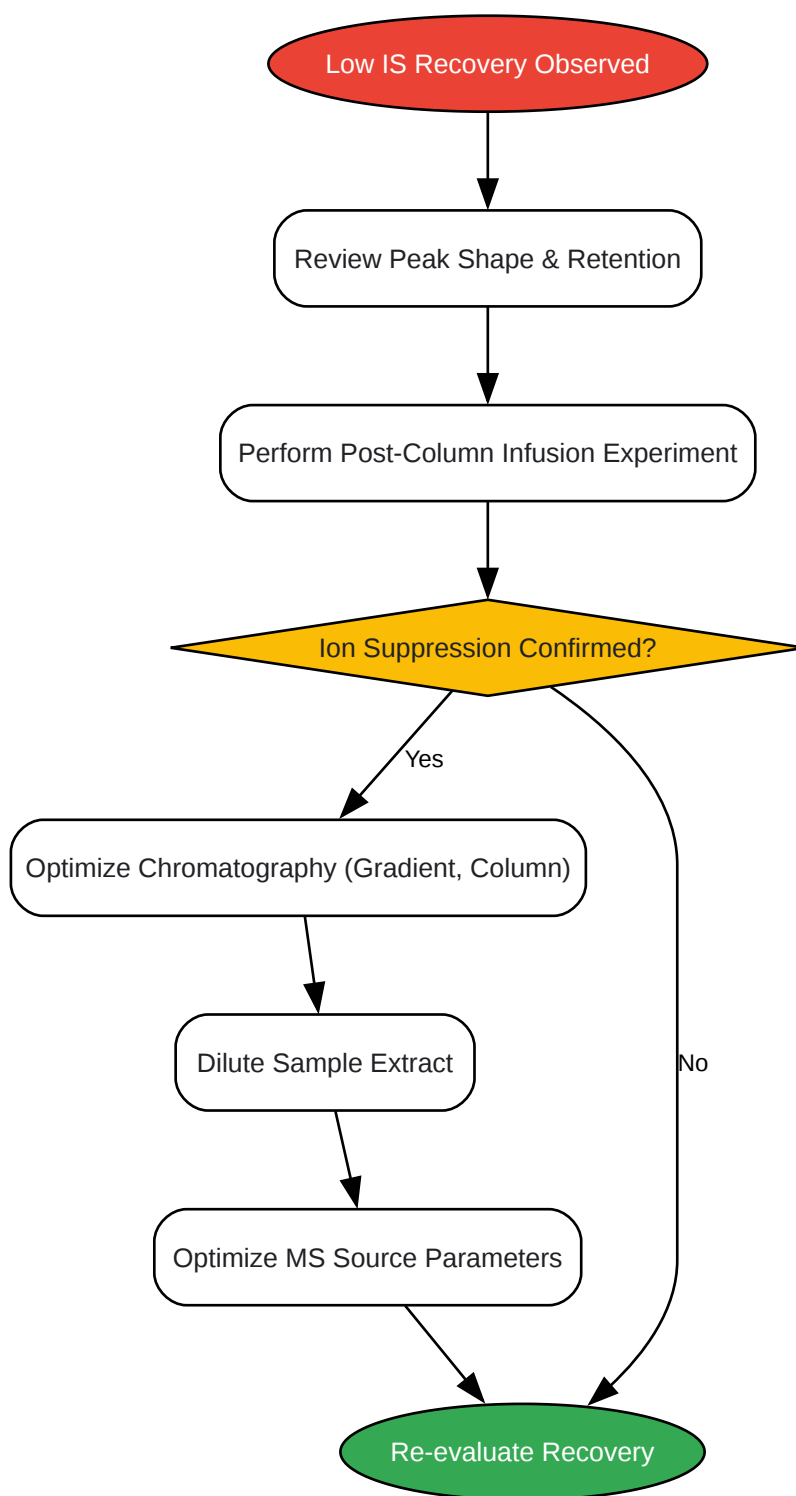 Low IS Recovery Observed
Review Peak Shape & Retention
Perform Post-Column Infusion Experiment
Ion Suppression Confirmed?
Yes
Optimize Chromatography (Gradient, Column)
Dilute Sample Extract
No
Optimize MS Source Parameters
Re-evaluate Recovery